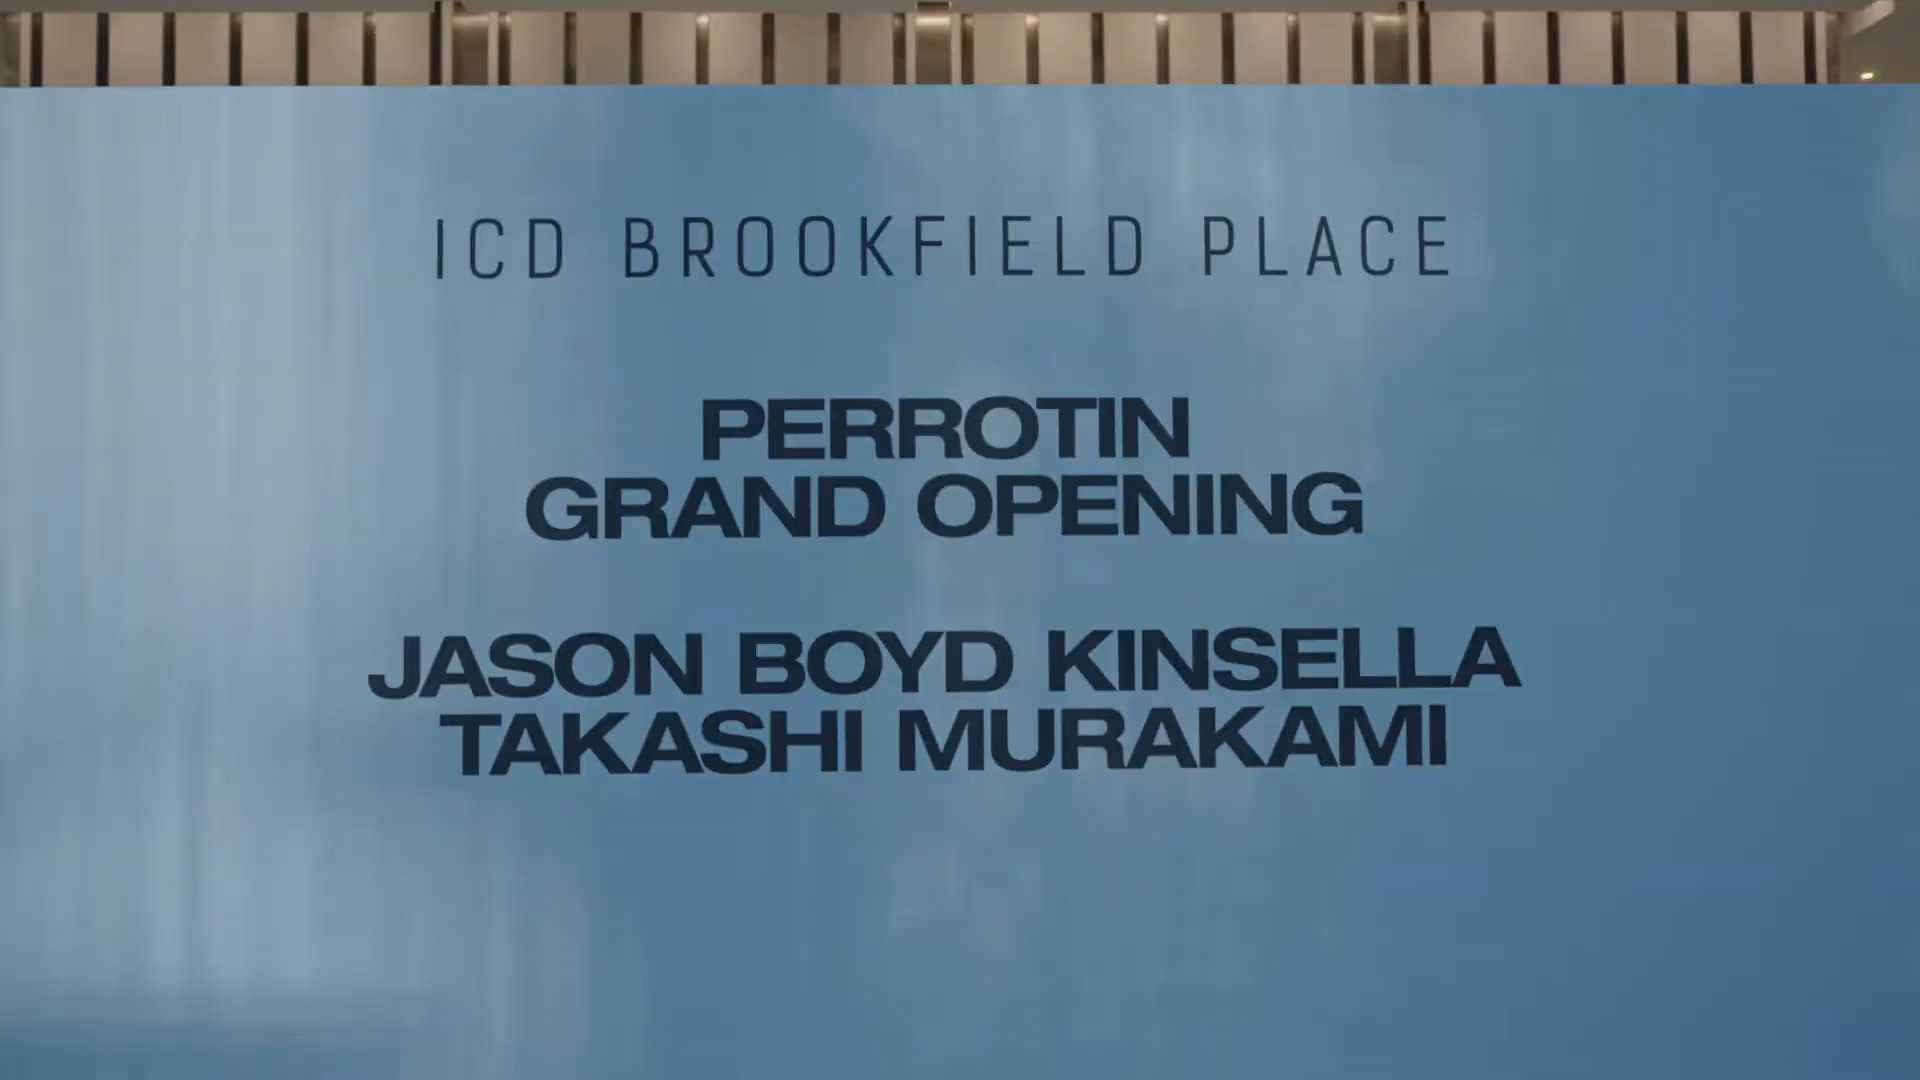 ICD BROOKFIELD PLACE
PERROTIN
GRAND OPENING
JASON BOYD KINSELLA
TAKASHI MURAKAMI